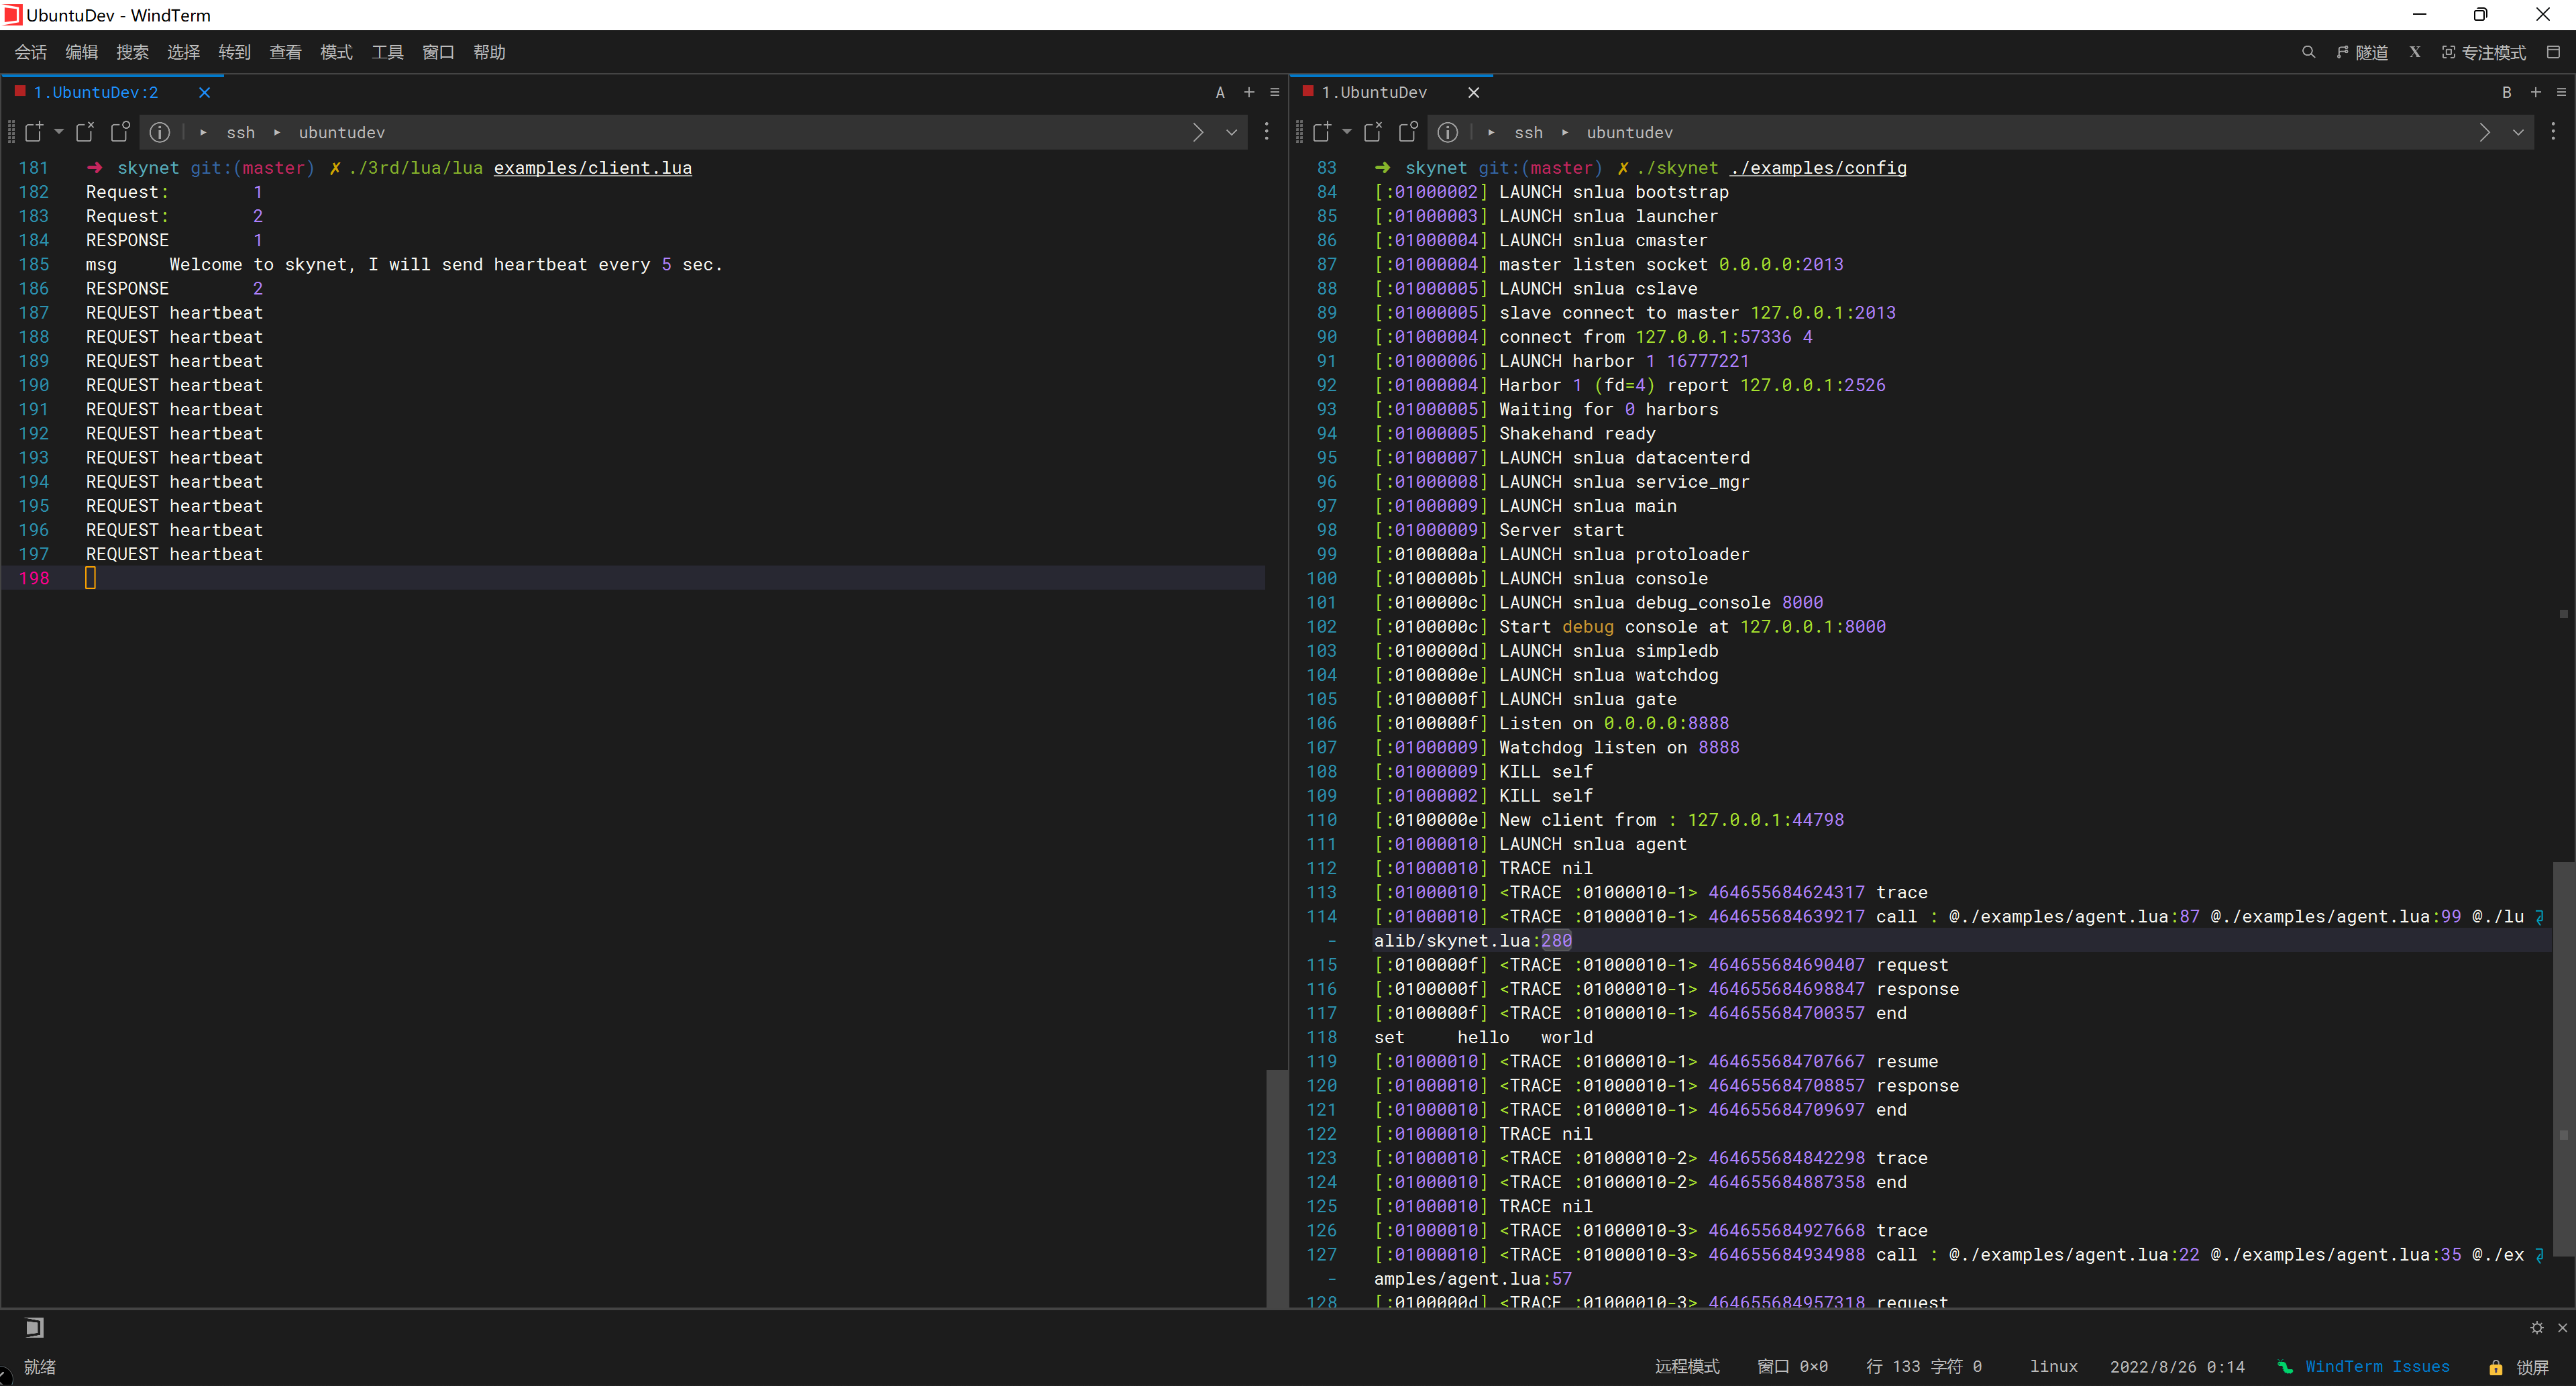 UbuntuDev - WindTerm
会话 编辑 搜索 选择 转到 查看 模式 工具 窗口 帮助 隧道 X 专注模式
1.UbuntuDev:2 A
ssh ubuntudev
181 ➜ skynet git:(master) ✗ ./3rd/lua/lua examples/client.lua
182 Request: 1
183 Request: 2
184 RESPONSE 1
185 msg Welcome to skynet, I will send heartbeat every 5 sec.
186 RESPONSE 2
187 REQUEST heartbeat
188 REQUEST heartbeat
189 REQUEST heartbeat
190 REQUEST heartbeat
191 REQUEST heartbeat
192 REQUEST heartbeat
193 REQUEST heartbeat
194 REQUEST heartbeat
195 REQUEST heartbeat
196 REQUEST heartbeat
197 REQUEST heartbeat
198
1.UbuntuDev B
ssh ubuntudev
83 ➜ skynet git:(master) ✗ ./skynet ./examples/config
84 [:01000002] LAUNCH snlua bootstrap
85 [:01000003] LAUNCH snlua launcher
86 [:01000004] LAUNCH snlua cmaster
87 [:01000004] master listen socket 0.0.0.0:2013
88 [:01000005] LAUNCH snlua cslave
89 [:01000005] slave connect to master 127.0.0.1:2013
90 [:01000004] connect from 127.0.0.1:57336 4
91 [:01000006] LAUNCH harbor 1 16777221
92 [:01000004] Harbor 1 (fd=4) report 127.0.0.1:2526
93 [:01000005] Waiting for 0 harbors
94 [:01000005] Shakehand ready
95 [:01000007] LAUNCH snlua datacenterd
96 [:01000008] LAUNCH snlua service_mgr
97 [:01000009] LAUNCH snlua main
98 [:01000009] Server start
99 [:0100000a] LAUNCH snlua protoloader
100 [:0100000b] LAUNCH snlua console
101 [:0100000c] LAUNCH snlua debug_console 8000
102 [:0100000c] Start debug console at 127.0.0.1:8000
103 [:0100000d] LAUNCH snlua simpledb
104 [:0100000e] LAUNCH snlua watchdog
105 [:0100000f] LAUNCH snlua gate
106 [:0100000f] Listen on 0.0.0.0:8888
107 [:01000009] Watchdog listen on 8888
108 [:01000009] KILL self
109 [:01000002] KILL self
110 [:0100000e] New client from : 127.0.0.1:44798
111 [:01000010] LAUNCH snlua agent
112 [:01000010] TRACE nil
113 [:01000010] <TRACE :01000010-1> 464655684624317 trace
114 [:01000010] <TRACE :01000010-1> 464655684639217 call : @./examples/agent.lua:87 @./examples/agent.lua:99 @./lu
- alib/skynet.lua:280
115 [:0100000f] <TRACE :01000010-1> 464655684690407 request
116 [:0100000f] <TRACE :01000010-1> 464655684698847 response
117 [:0100000f] <TRACE :01000010-1> 464655684700357 end
118 set hello world
119 [:01000010] <TRACE :01000010-1> 464655684707667 resume
120 [:01000010] <TRACE :01000010-1> 464655684708857 response
121 [:01000010] <TRACE :01000010-1> 464655684709697 end
122 [:01000010] TRACE nil
123 [:01000010] <TRACE :01000010-2> 464655684842298 trace
124 [:01000010] <TRACE :01000010-2> 464655684887358 end
125 [:01000010] TRACE nil
126 [:01000010] <TRACE :01000010-3> 464655684927668 trace
127 [:01000010] <TRACE :01000010-3> 464655684934988 call : @./examples/agent.lua:22 @./examples/agent.lua:35 @./ex
- amples/agent.lua:57
128 [:0100000d] <TRACE :01000010-3> 464655684957318 request
就绪 远程模式 窗口 0×0 行 133 字符 0 linux 2022/8/26 0:14 WindTerm Issues 锁屏